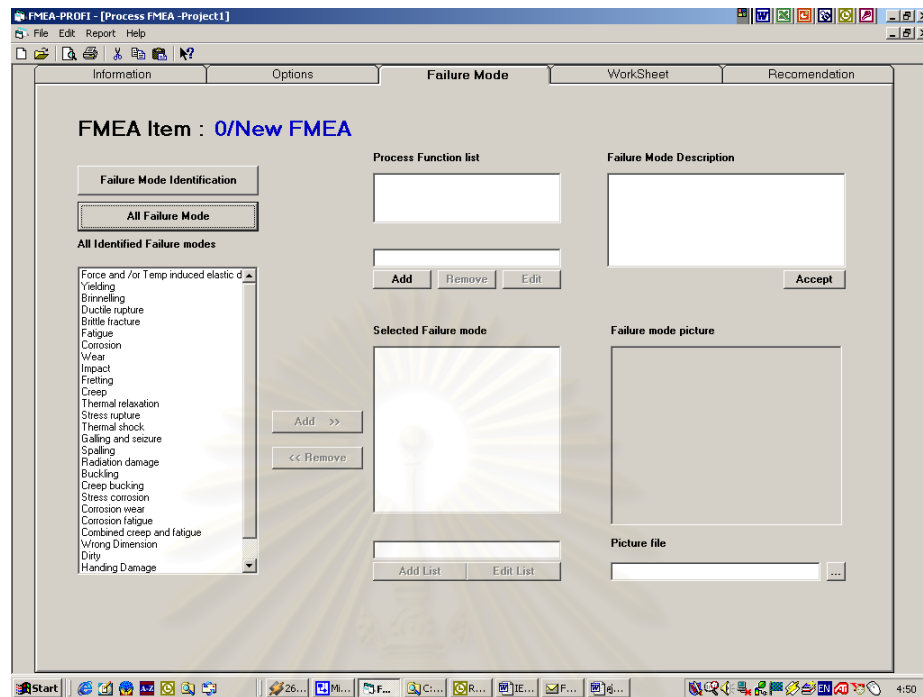 FMEA-PROFI - [Process FMEA -Project1]
File Edit Report Help
Information Options Failure Mode WorkSheet Recomendation
FMEA Item : 0/New FMEA
Failure Mode Identification
All Failure Mode
All Identified Failure modes
Force and /or Temp induced elastic d
Yielding
Brinnelling
Ductile rupture
Brittle fracture
Fatigue
Corrosion
Wear
Impact
Fretting
Creep
Thermal relaxation
Stress rupture
Thermal shock
Galling and seizure
Spalling
Radiation damage
Buckling
Creep bucking
Stress corrosion
Corrosion wear
Corrosion fatigue
Combined creep and fatigue
Wrong Dimension
Dirty
Handing Damage
Add >>
<< Remove
Process Function list
Add Remove Edit
Selected Failure mode
Add List Edit List
Failure Mode Description
Accept
Failure mode picture
Picture file
...
Start 26... Mi... F... C:... R... IE... F... ej... EN 4:50